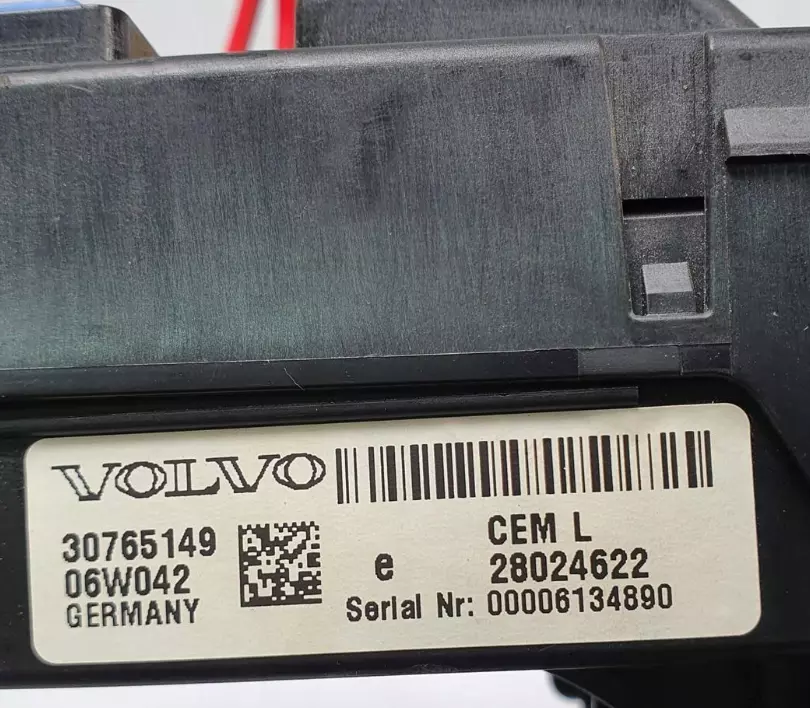 VOLVO
30765149
06W042
GERMANY
CEM L
e 28024622
Serial Nr: 00006134890